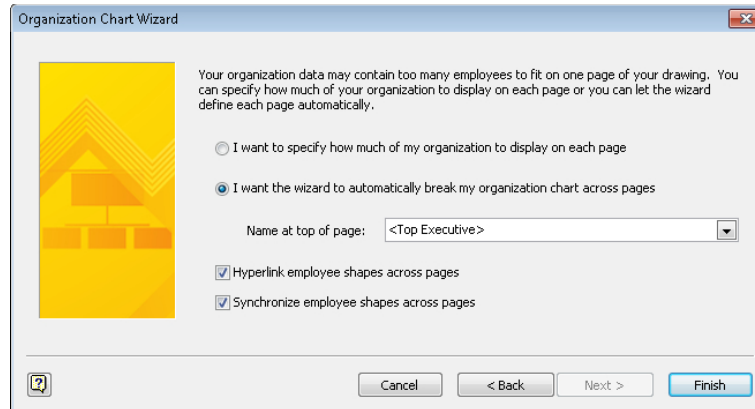 Organization Chart Wizard
Your organization data may contain too many employees to fit on one page of your drawing. You
can specify how much of your organization to display on each page or you can let the wizard
define each page automatically.
I want to specify how much of my organization to display on each page
I want the wizard to automatically break my organization chart across pages
Name at top of page: <Top Executive>
Hyperlink employee shapes across pages
Synchronize employee shapes across pages
Cancel < Back Next > Finish